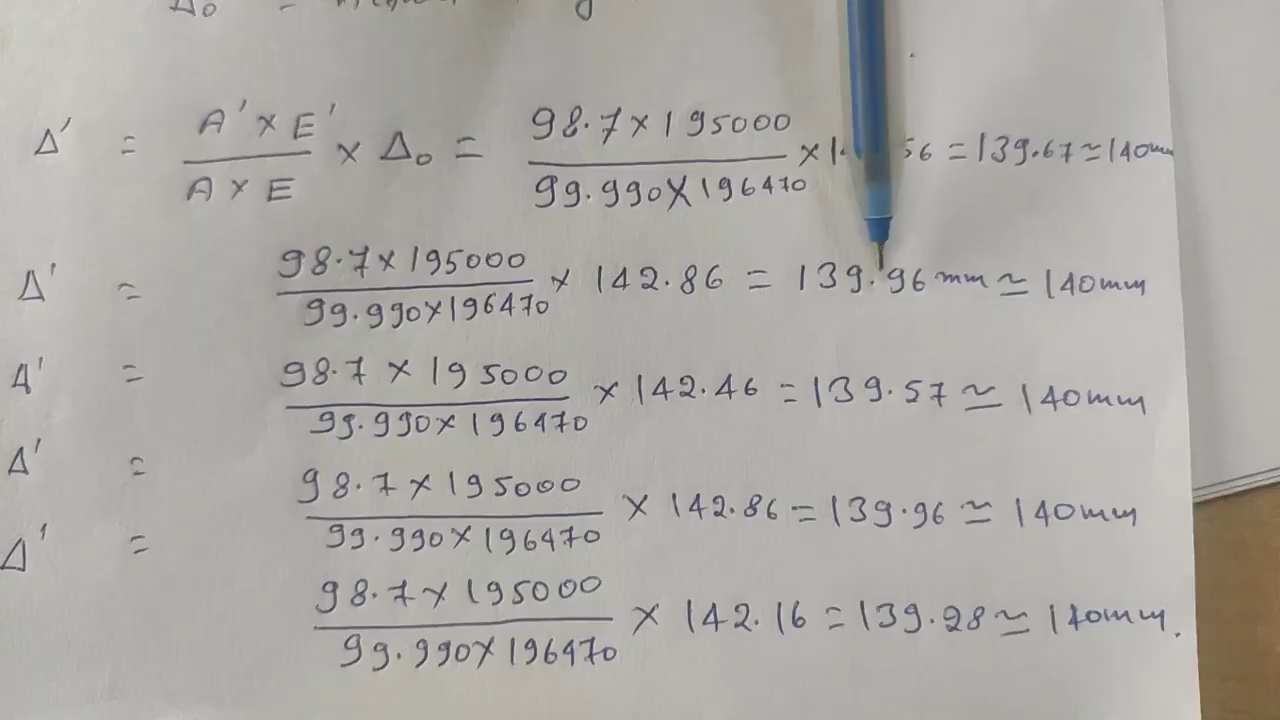 Δ₀ -
Δ' = A' × E' / A × E × Δ₀ = 98.7 × 195000 / 99.990 × 196470 × 1 56 = 139.67 ≃ 140mm
Δ' = 98.7 × 195000 / 99.990 × 196470 × 142.86 = 139.96 mm ≃ 140mm
Δ' = 98.7 × 195000 / 99.990 × 196470 × 142.46 = 139.57 ≃ 140mm
Δ' = 98.7 × 195000 / 99.990 × 196470 × 142.86 = 139.96 ≃ 140mm
Δ' = 98.7 × 195000 / 99.990 × 196470 × 142.16 = 139.28 ≃ 140mm.